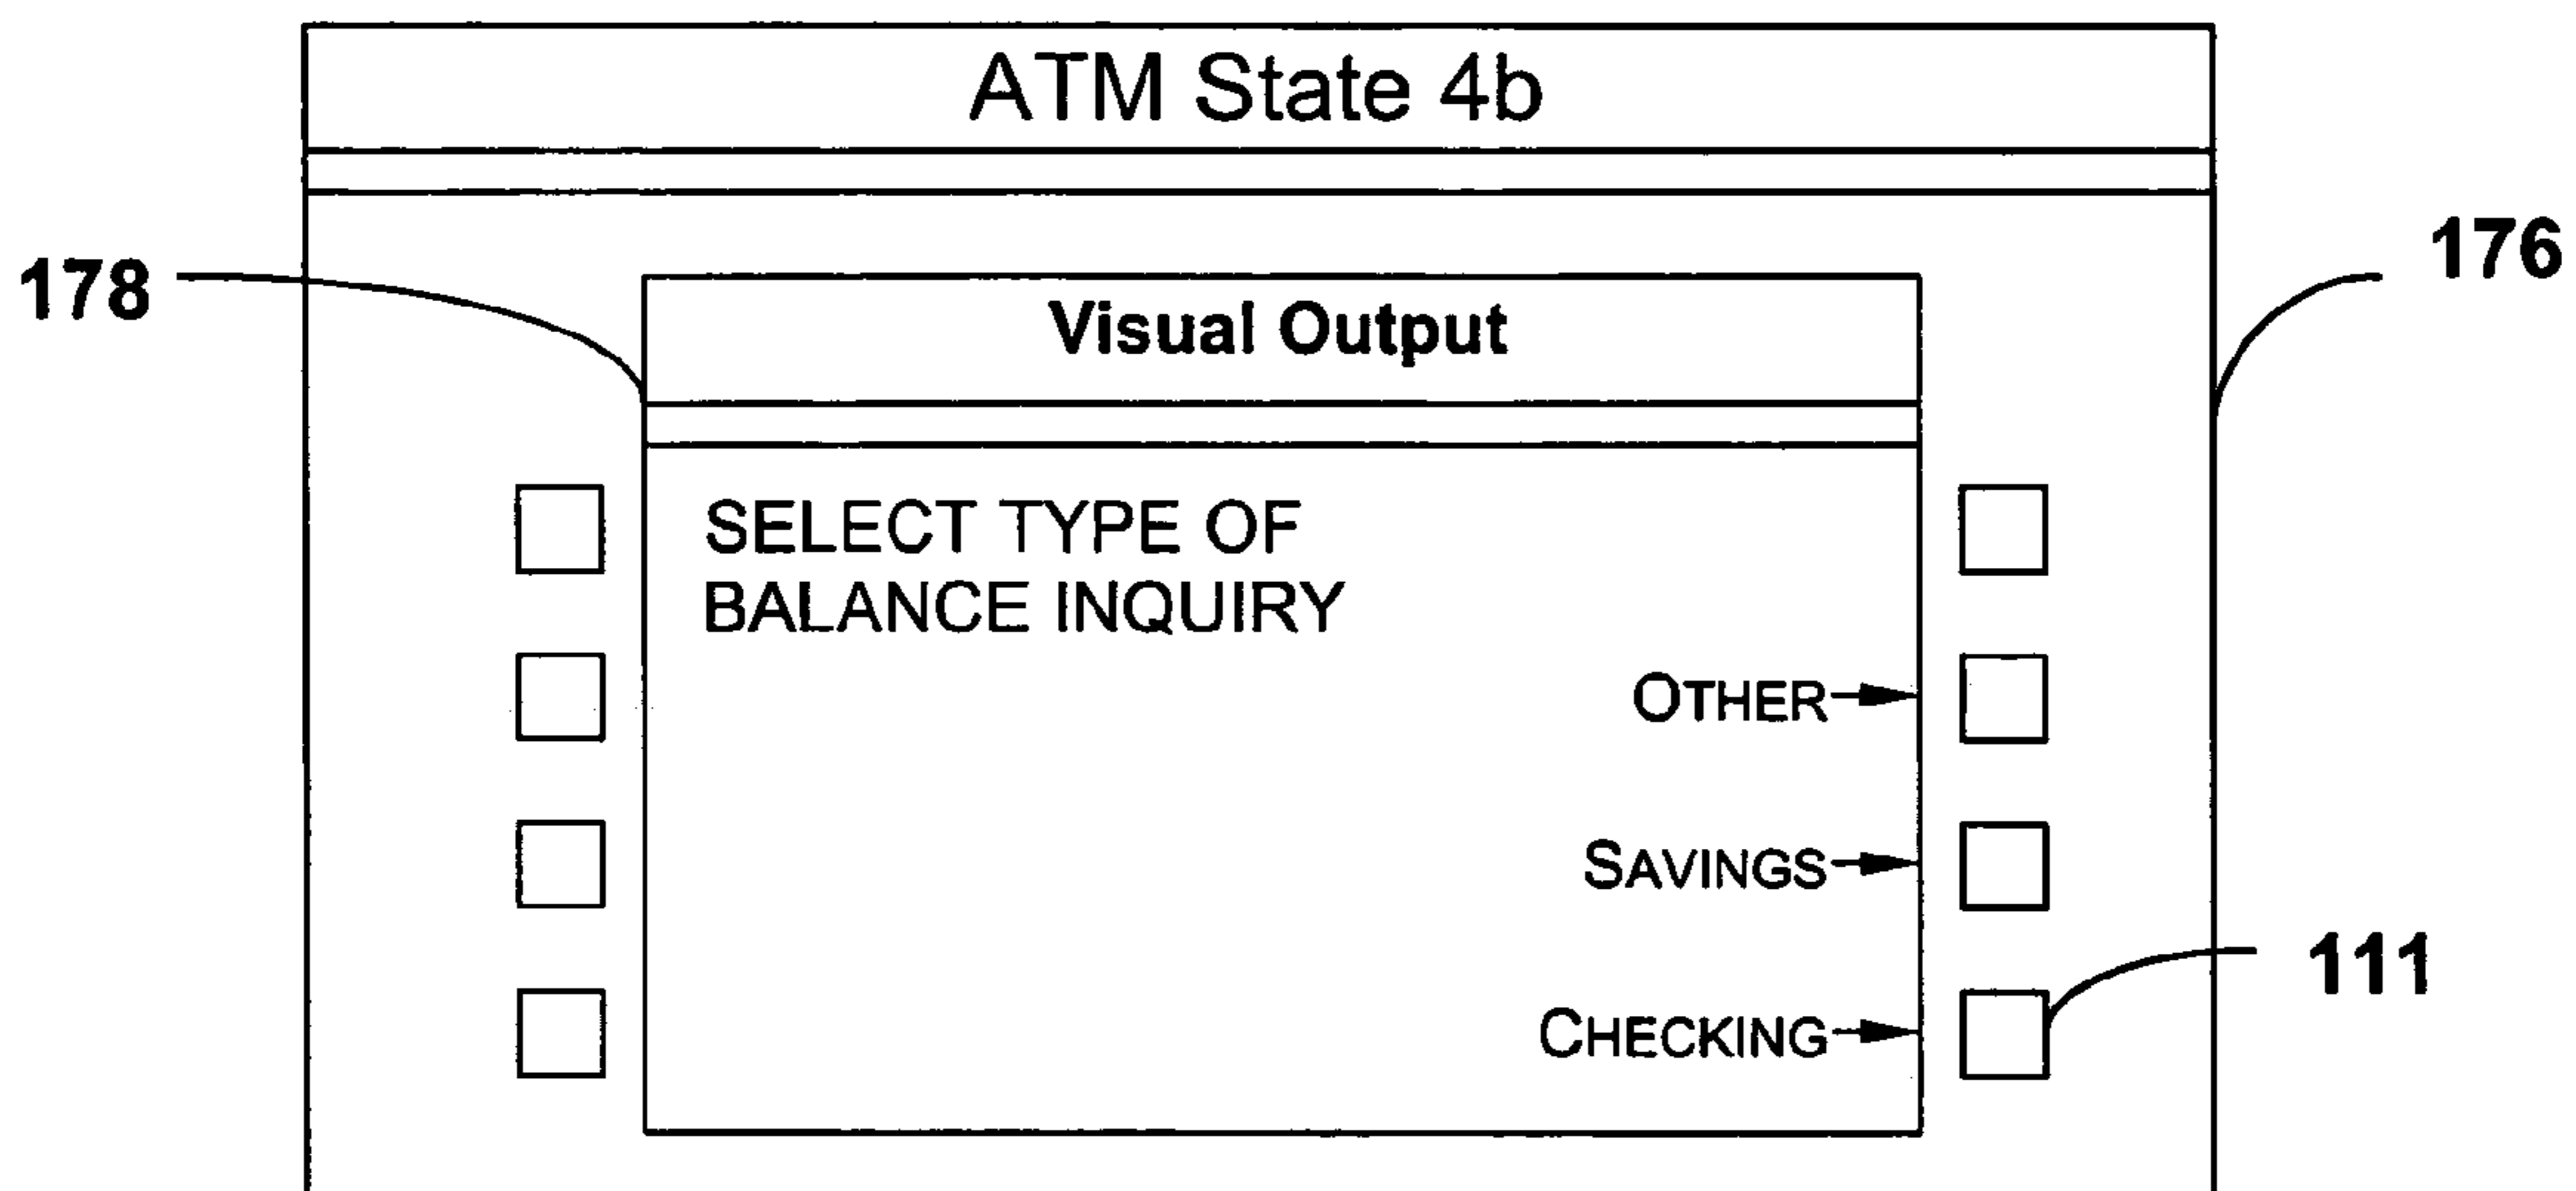 ATM State 4b
176
178
Visual Output
SELECT TYPE OF
BALANCE INQUIRY
OTHER
SAVINGS
111
CHECKING